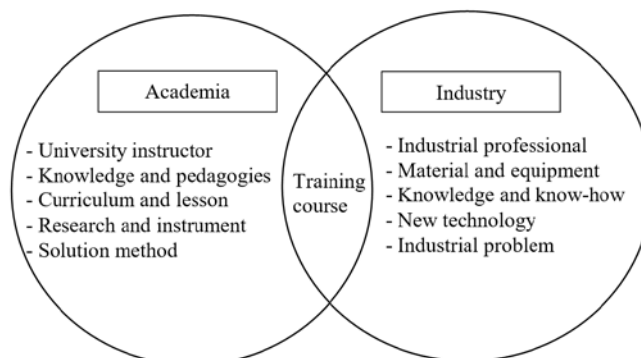 Academia
- University instructor
- Knowledge and pedagogies
- Curriculum and lesson
- Research and instrument
- Solution method
Training
course
Industry
- Industrial professional
- Material and equipment
- Knowledge and know-how
- New technology
- Industrial problem